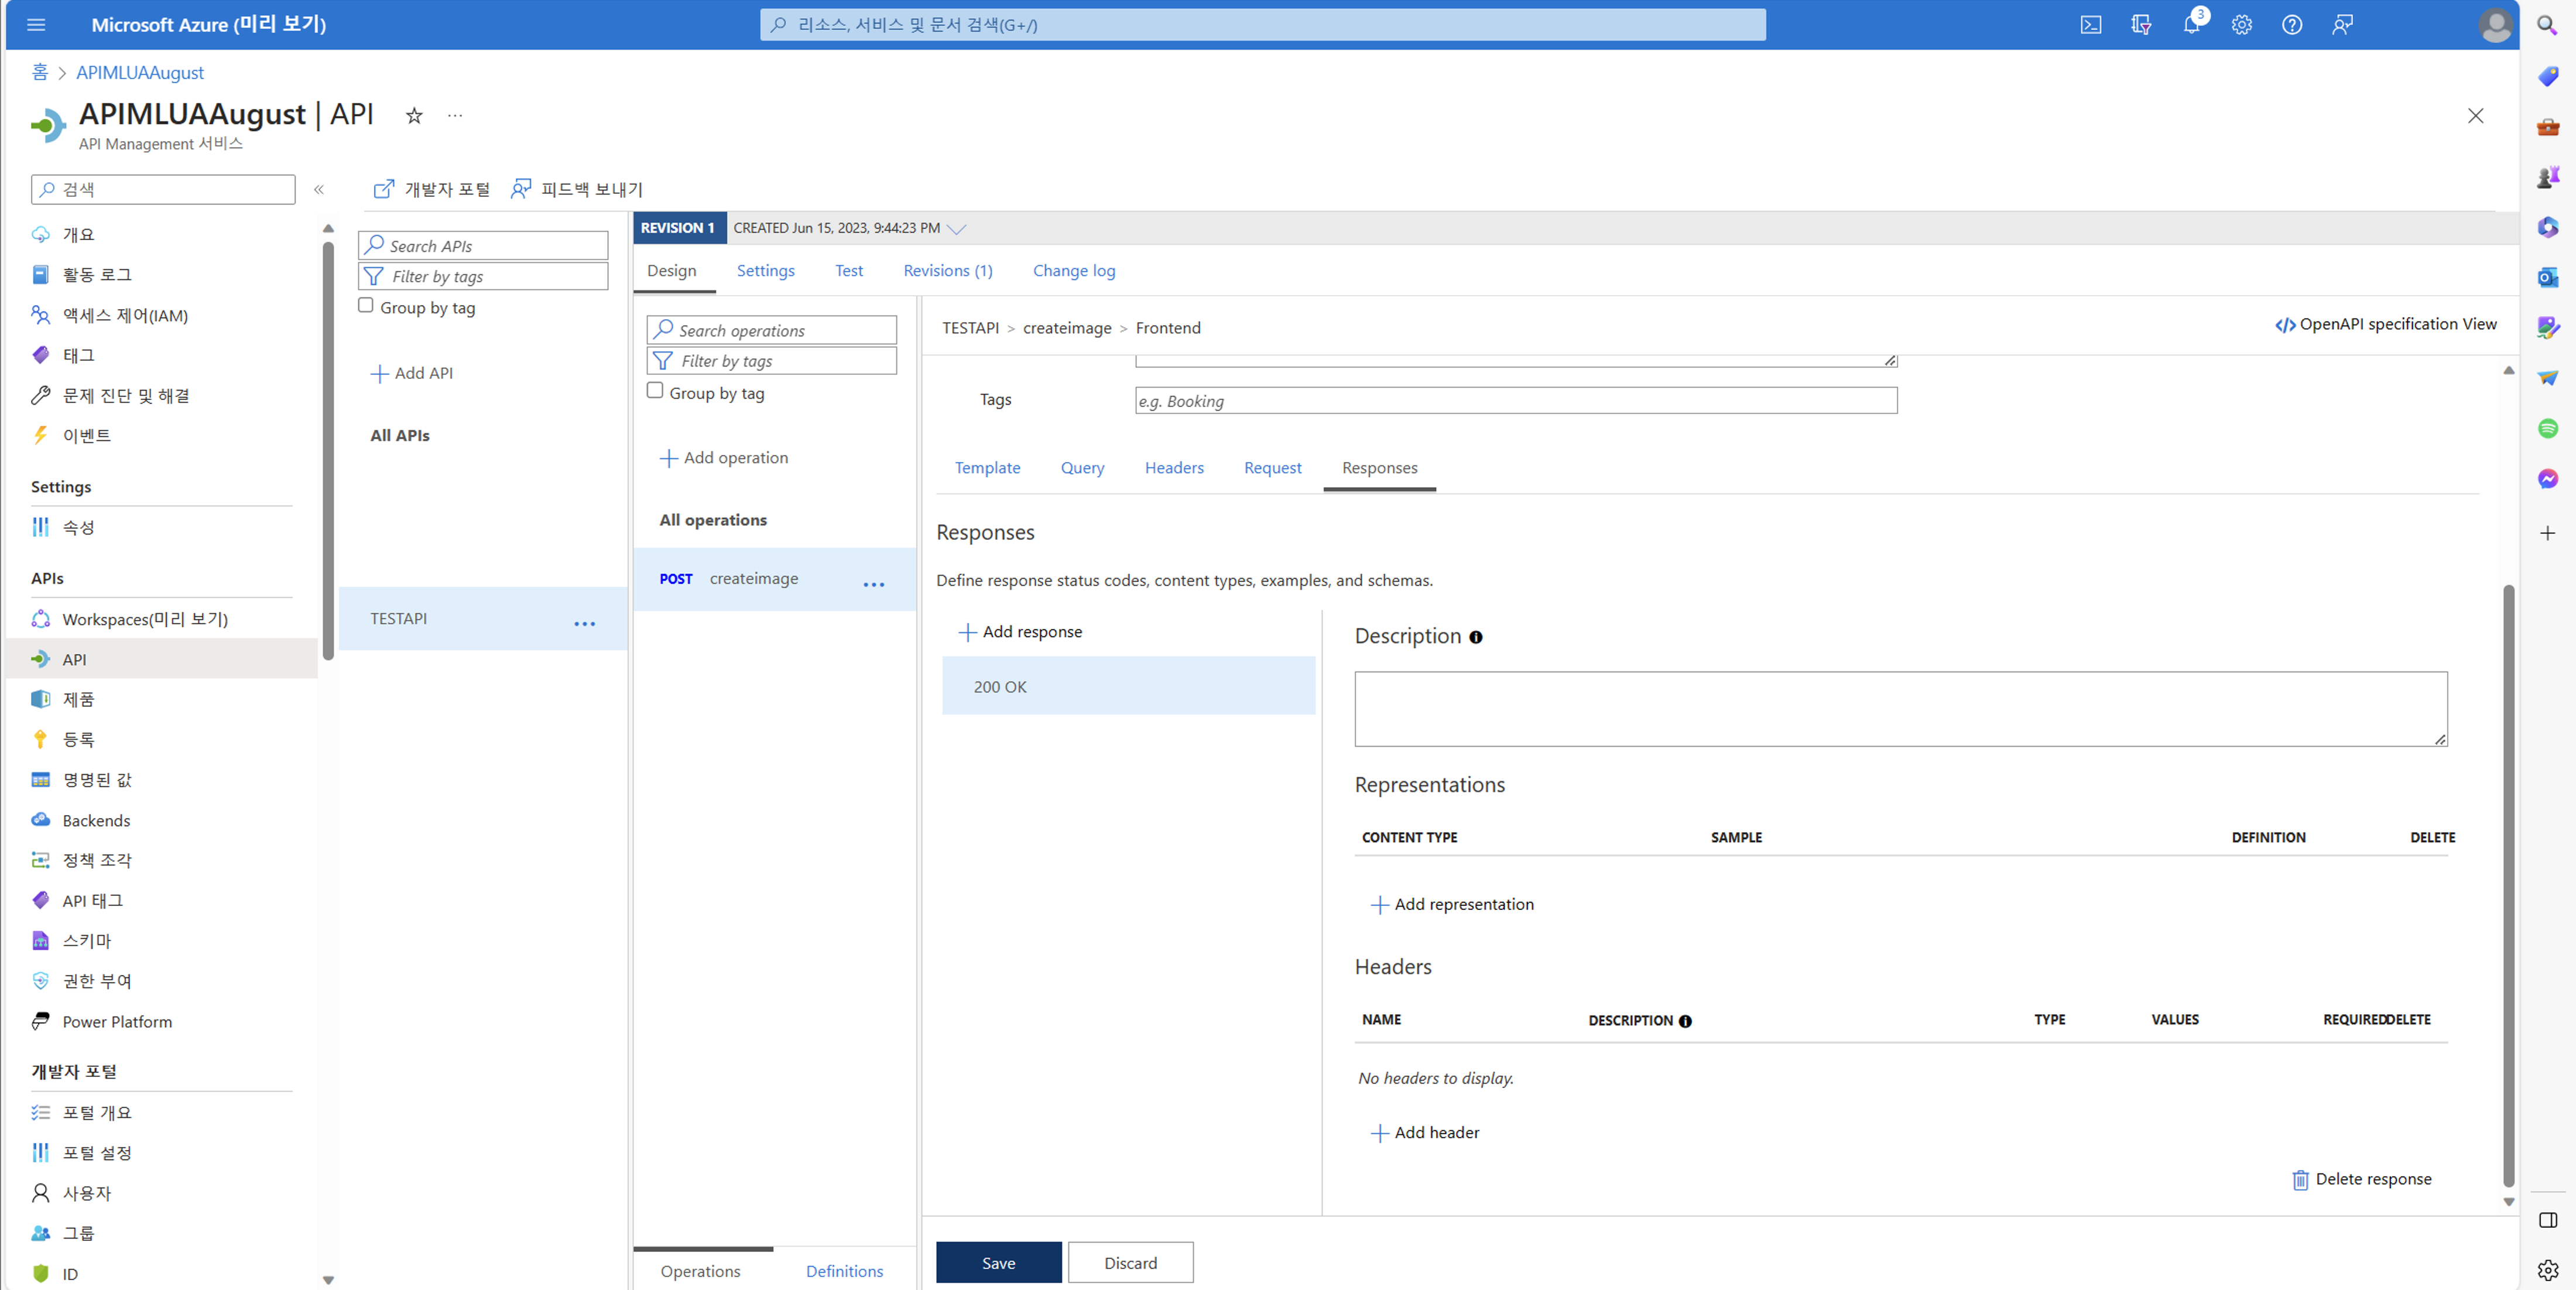 Microsoft Azure (미리 보기)
리소스, 서비스 및 문서 검색(G+/)
3
홈 > APIMLUAAugust
APIMLUAAugust | API
API Management 서비스
검색
개발자 포털
피드백 보내기
개요
활동 로그
액세스 제어(IAM)
태그
문제 진단 및 해결
이벤트
Settings
속성
APIs
Workspaces(미리 보기)
API
제품
등록
명명된 값
Backends
정책 조각
API 태그
스키마
권한 부여
Power Platform
개발자 포털
포털 개요
포털 설정
사용자
그룹
ID
Search APIs
Filter by tags
Group by tag
Add API
All APIs
TESTAPI
REVISION 1
CREATED Jun 15, 2023, 9:44:23 PM
Design
Settings
Test
Revisions (1)
Change log
Search operations
Filter by tags
Group by tag
Add operation
All operations
POST createimage
Operations
Definitions
TESTAPI > createimage > Frontend
OpenAPI specification View
Tags
e.g. Booking
Template
Query
Headers
Request
Responses
Responses
Define response status codes, content types, examples, and schemas.
Add response
200 OK
Description
Representations
CONTENT TYPE
SAMPLE
DEFINITION
DELETE
Add representation
Headers
NAME
DESCRIPTION
TYPE
VALUES
REQUIRED
DELETE
No headers to display.
Add header
Delete response
Save
Discard